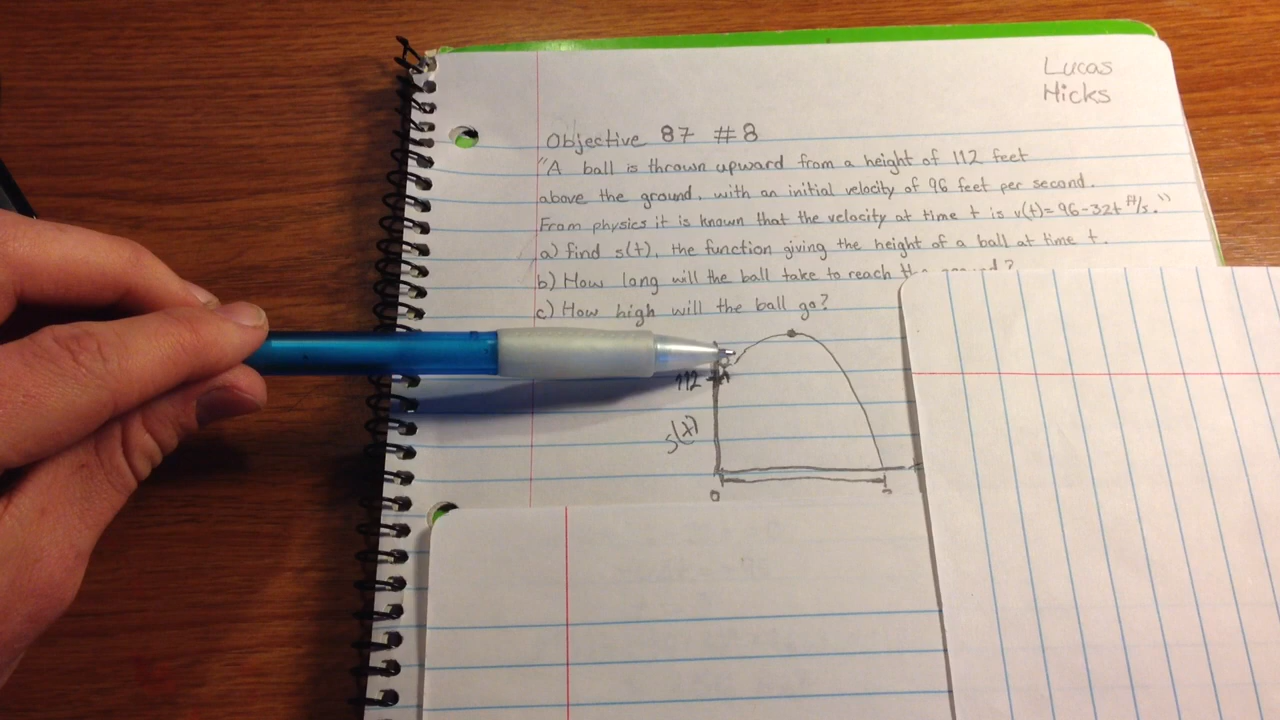 Lucas
Hicks
Objective 87 #8
"A ball is thrown upward from a height of 112 feet
above the ground, with an initial velocity of 96 feet per second.
From physics it is known that the velocity at time t is v(t)=96-32t ft/s."
a) find s(t), the function giving the height of a ball at time t.
b) How long will the ball take to reach
c) How high will the ball go?
112
s(t)
0
?